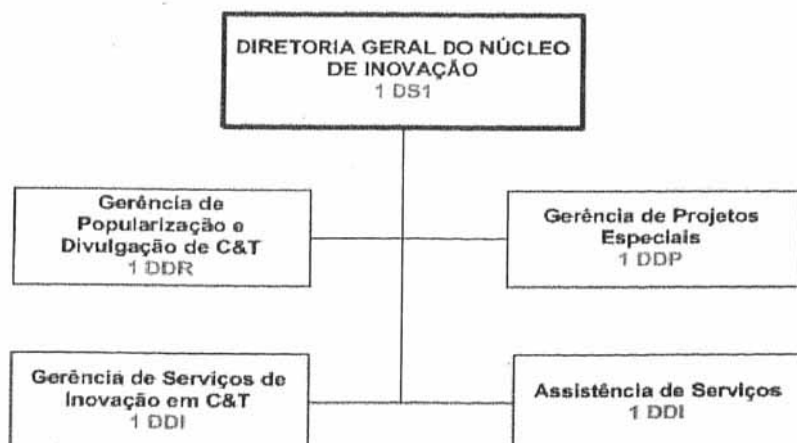 DIRETORIA GERAL DO NÚCLEO
DE INOVAÇÃO
1 DS1
Gerência de
Popularização e
Divulgação de C&T
1 DDR
Gerência de Projetos
Especiais
1 DDP
Gerência de Serviços de
Inovação em C&T
1 DDI
Assistência de Serviços
1 DDI